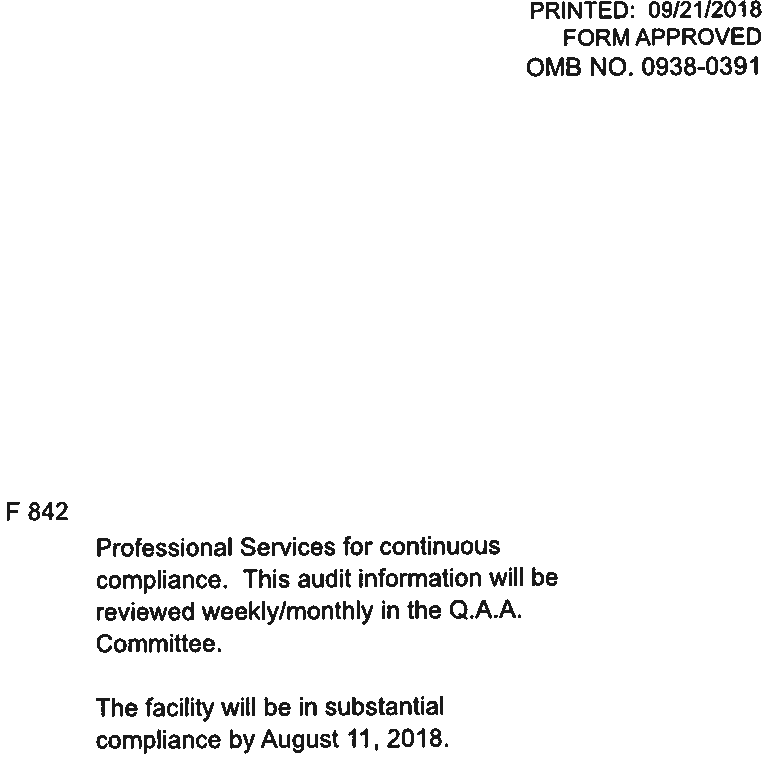 PRINTED: 09/21/2018
FORM APPROVED
OMB NO. 0938-0391
F 842
Professional Services for continuous
compliance. This audit information will be
reviewed weekly/monthly in the Q.A.A.
Committee.
The facility will be in substantial
compliance by August 11, 2018.